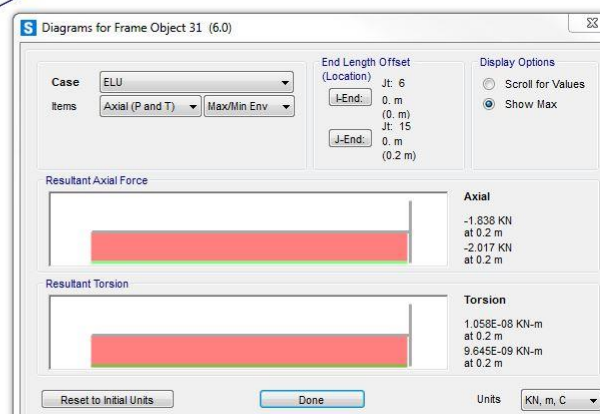 S Diagrams for Frame Object 31 (6.0)
Case ELU
Items Axial (P and T) Max/Min Env
End Length Offset
(Location)
Jt: 6
I-End: 0. m
(0. m)
Jt: 15
J-End: 0. m
(0.2 m)
Display Options
Scroll for Values
Show Max
Resultant Axial Force
Axial
-1.838 KN
at 0.2 m
-2.017 KN
at 0.2 m
Resultant Torsion
Torsion
1.058E-08 KN-m
at 0.2 m
9.645E-09 KN-m
at 0.2 m
Reset to Initial Units Done Units KN, m, C